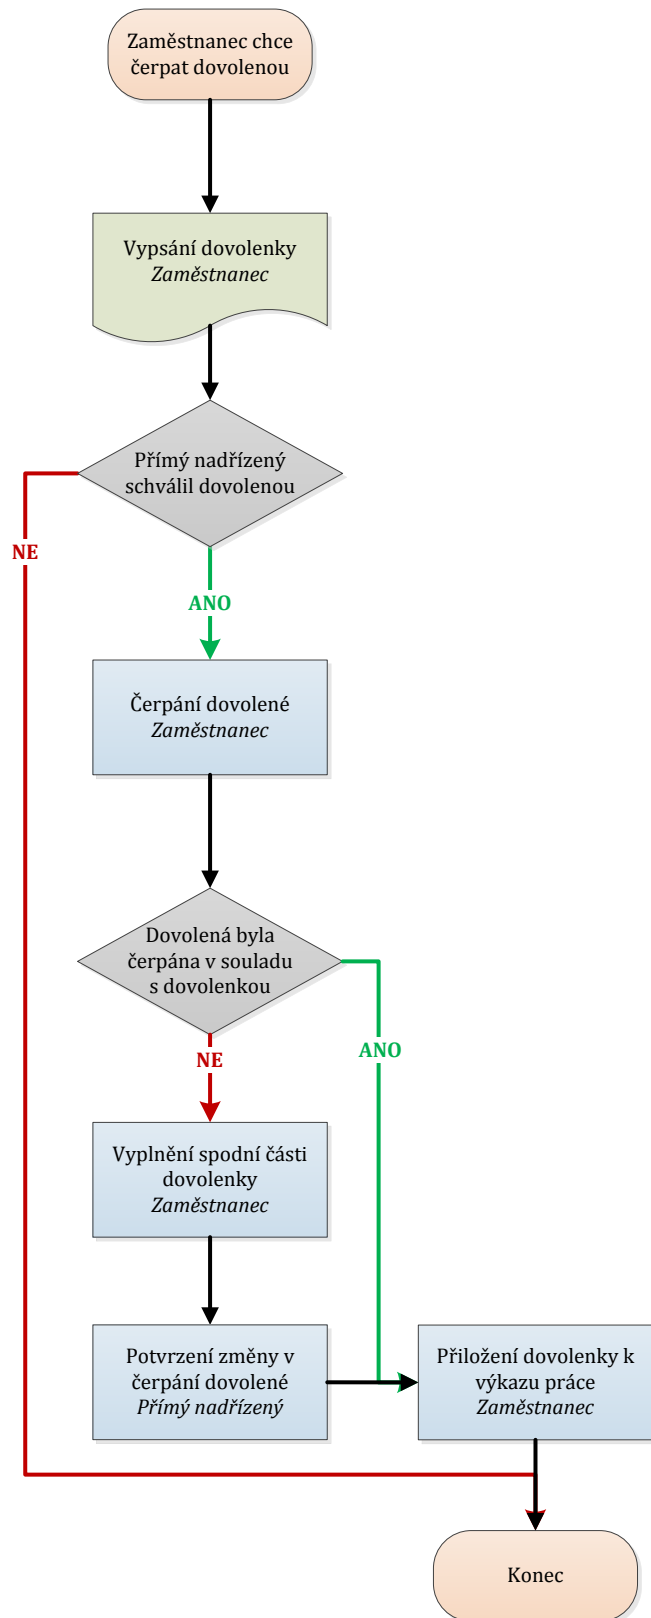 Zaměstnanec chce
čerpat dovolenou
Vypsání dovolenky
Zaměstnanec
Přímý nadřízený
schválil dovolenou
NE
ANO
Čerpání dovolené
Zaměstnanec
Dovolená byla
čerpána v souladu
s dovolenkou
ANO
NE
Vyplnění spodní části
dovolenky
Zaměstnanec
Potvrzení změny v
čerpání dovolené
Přímý nadřízený
Přiložení dovolenky k
výkazu práce
Zaměstnanec
Konec